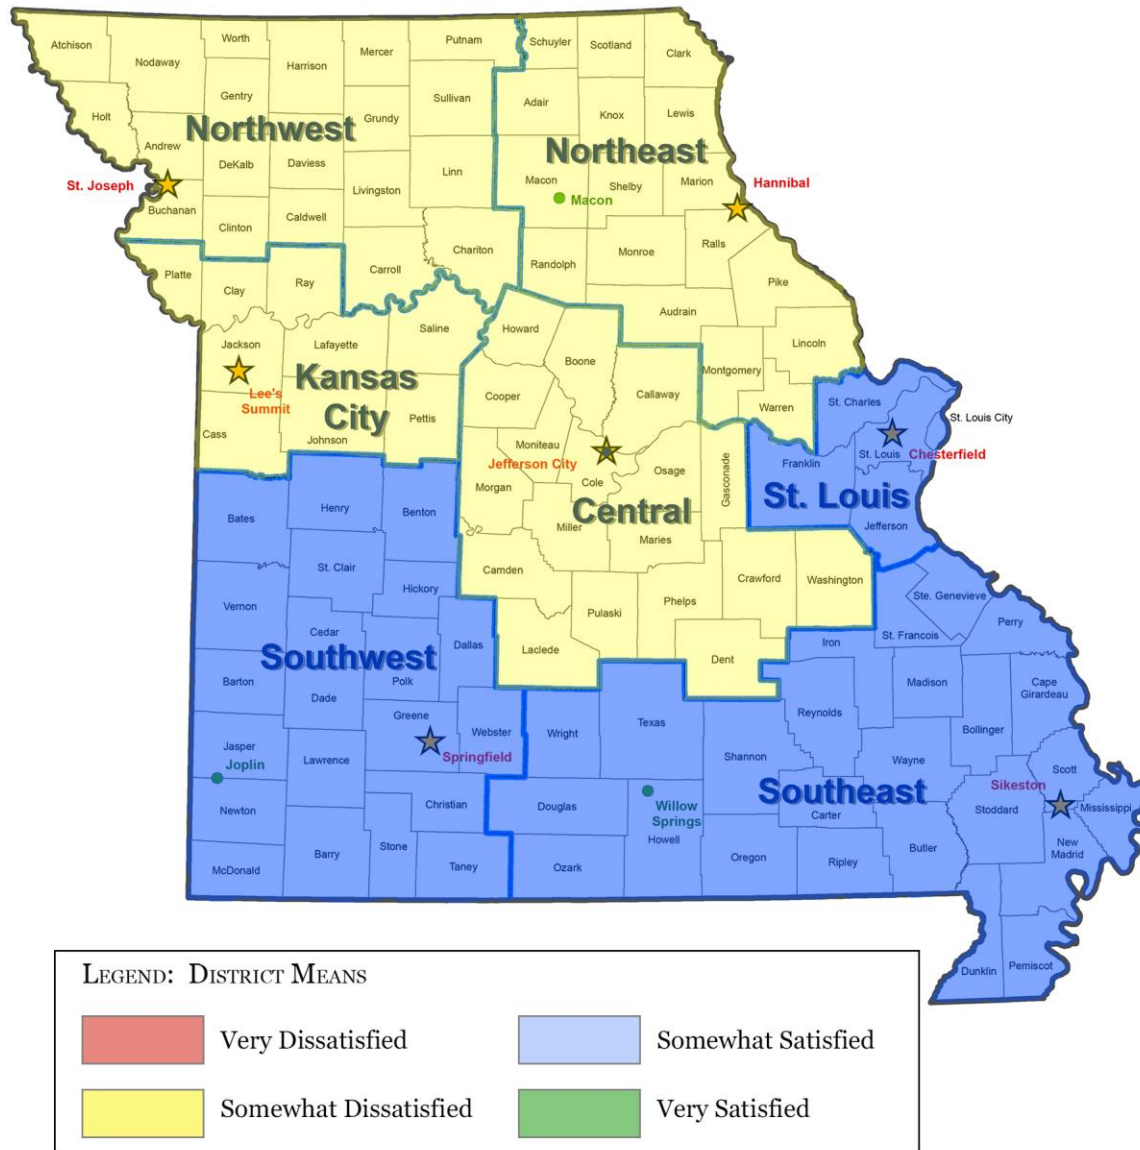 Atchison
Nodaway
Worth
Harrison
Mercer
Putnam
Schuyler
Scotland
Clark
Holt
Gentry
Sullivan
Adair
Knox
Lewis
Grundy
Northwest
Northeast
Andrew
DeKalb
Daviess
Linn
St. Joseph
Livingston
Macon
Macon
Shelby
Marion
Hannibal
Buchanan
Clinton
Caldwell
Chariton
Carroll
Randolph
Monroe
Ralls
Platte
Clay
Ray
Pike
Audrain
Saline
Howard
Boone
Jackson
Lafayette
Lincoln
Kansas
City
Lee's
Summit
Montgomery
Cooper
Callaway
St. Charles
Warren
St. Louis City
Pettis
Cass
Johnson
Moniteau
Jefferson City
Cole
Osage
Gasconade
Franklin
St. Louis
Chesterfield
Morgan
Central
St. Louis
Bates
Henry
Benton
Miller
Maries
Jefferson
St. Clair
Hickory
Camden
Pulaski
Phelps
Crawford
Washington
Ste. Genevieve
Vernon
Cedar
Dallas
Laclede
Dent
Iron
St. Francois
Perry
Southwest
Barton
Dade
Polk
Madison
Cape
Girardeau
Greene
Webster
Wright
Texas
Reynolds
Bollinger
Jasper
Joplin
Lawrence
Springfield
Shannon
Wayne
Scott
Sikeston
Southeast
Newton
Christian
Douglas
Willow
Springs
Howell
Carter
Stoddard
Mississippi
McDonald
Barry
Stone
Taney
Ozark
Oregon
Ripley
Butler
New
Madrid
Dunklin
Pemiscot
LEGEND: DISTRICT MEANS
Very Dissatisfied
Somewhat Satisfied
Somewhat Dissatisfied
Very Satisfied